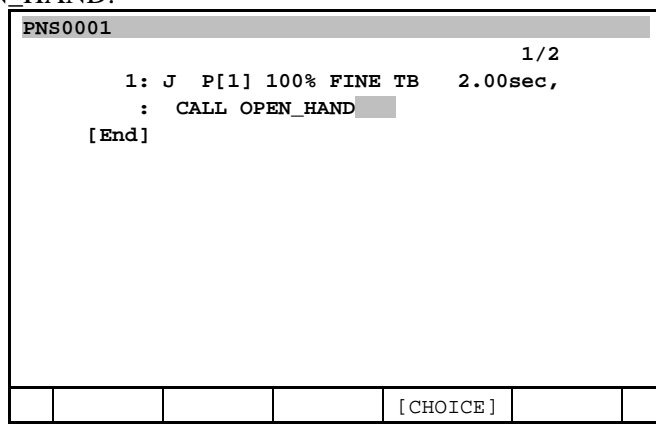 PNS0001
1/2
1: J P[1] 100% FINE TB 2.00sec,
: CALL OPEN_HAND
[End]
[CHOICE]